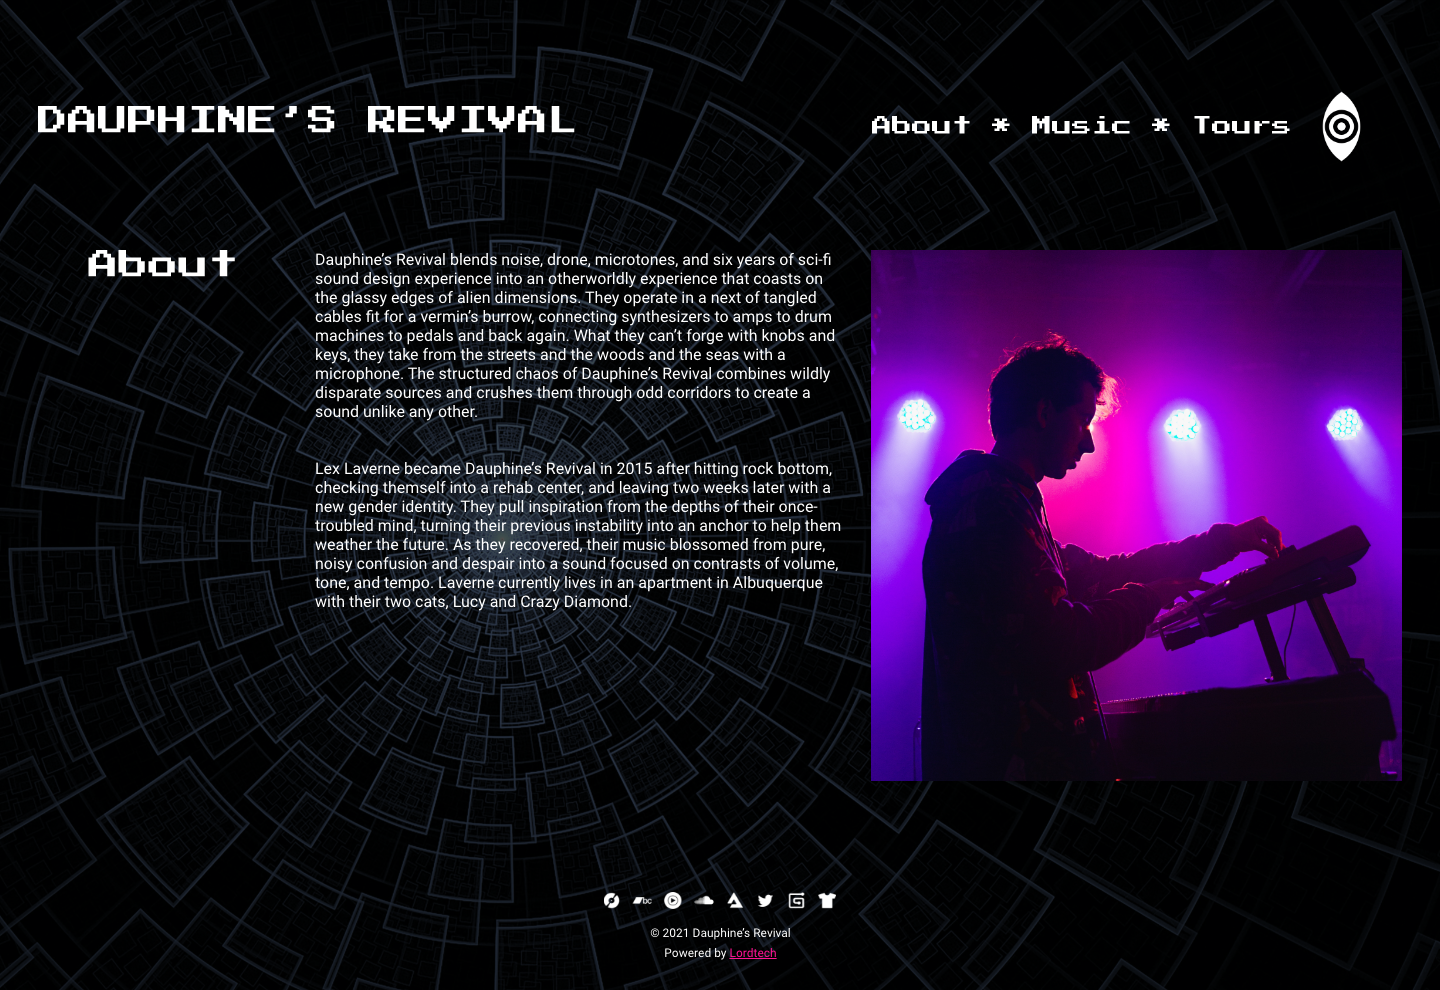 DAUPHINE’S REVIVAL
About * Music * Tours
About
Dauphine’s Revival blends noise, drone, microtones, and six years of sci-fi
sound design experience into an otherworldly experience that coasts on
the glassy edges of alien dimensions. They operate in a next of tangled
cables fit for a vermin’s burrow, connecting synthesizers to amps to drum
machines to pedals and back again. What they can’t forge with knobs and
keys, they take from the streets and the woods and the seas with a
microphone. The structured chaos of Dauphine’s Revival combines wildly
disparate sources and crushes them through odd corridors to create a
sound unlike any other.
Lex Laverne became Dauphine’s Revival in 2015 after hitting rock bottom,
checking themself into a rehab center, and leaving two weeks later with a
new gender identity. They pull inspiration from the depths of their once-
troubled mind, turning their previous instability into an anchor to help them
weather the future. As they recovered, their music blossomed from pure,
noisy confusion and despair into a sound focused on contrasts of volume,
tone, and tempo. Laverne currently lives in an apartment in Albuquerque
with their two cats, Lucy and Crazy Diamond.
bc
© 2021 Dauphine’s Revival
Powered by Lordtech